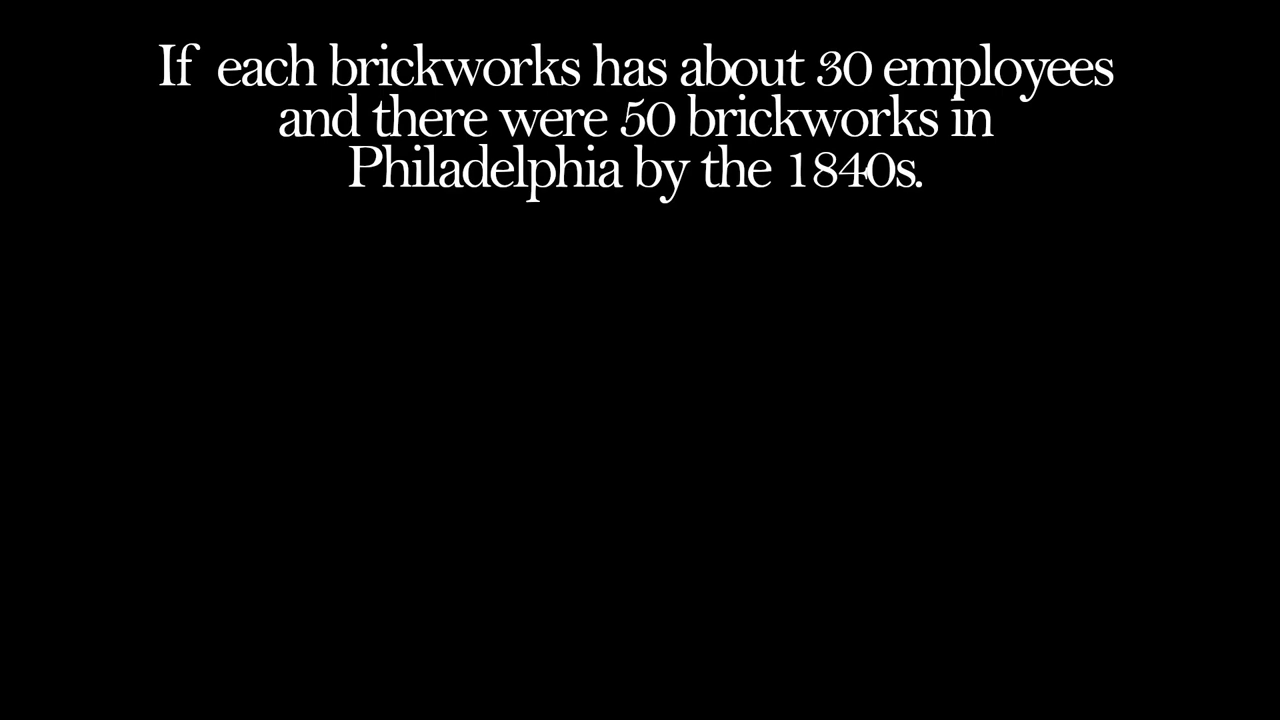 If each brickworks has about 30 employees
and there were 50 brickworks in
Philadelphia by the 1840s.